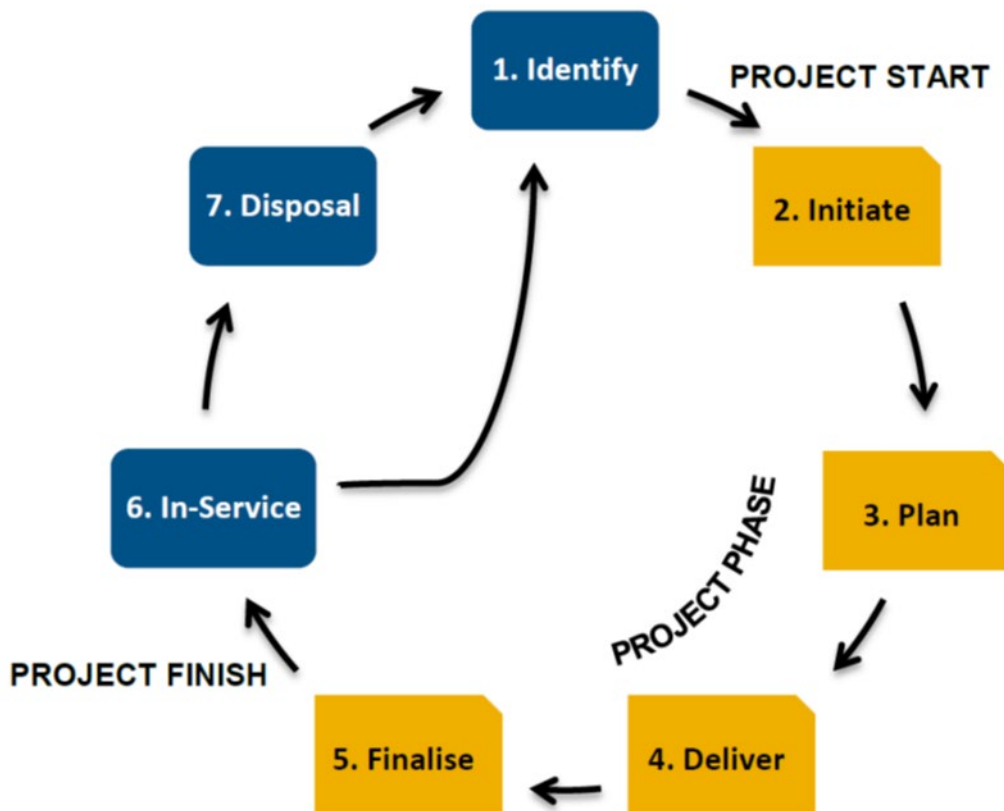 1. Identify
PROJECT START
7. Disposal
2. Initiate
6. In-Service
3. Plan
PROJECT PHASE
PROJECT FINISH
5. Finalise
4. Deliver